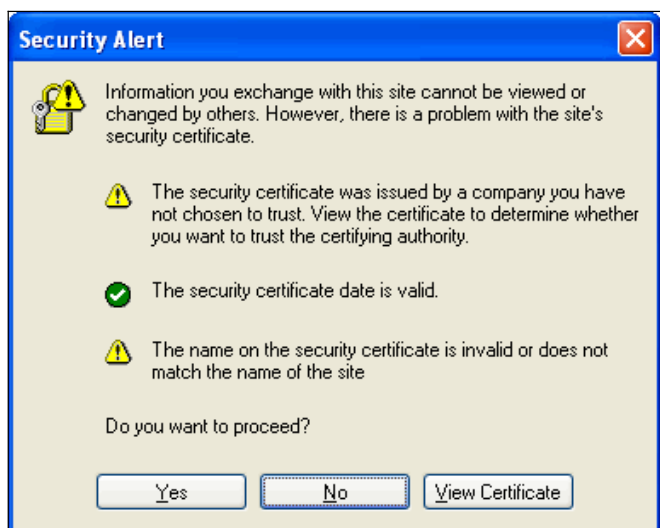 Security Alert
Information you exchange with this site cannot be viewed or
changed by others. However, there is a problem with the site's
security certificate.
The security certificate was issued by a company you have
not chosen to trust. View the certificate to determine whether
you want to trust the certifying authority.
The security certificate date is valid.
The name on the security certificate is invalid or does not
match the name of the site
Do you want to proceed?
Yes No View Certificate